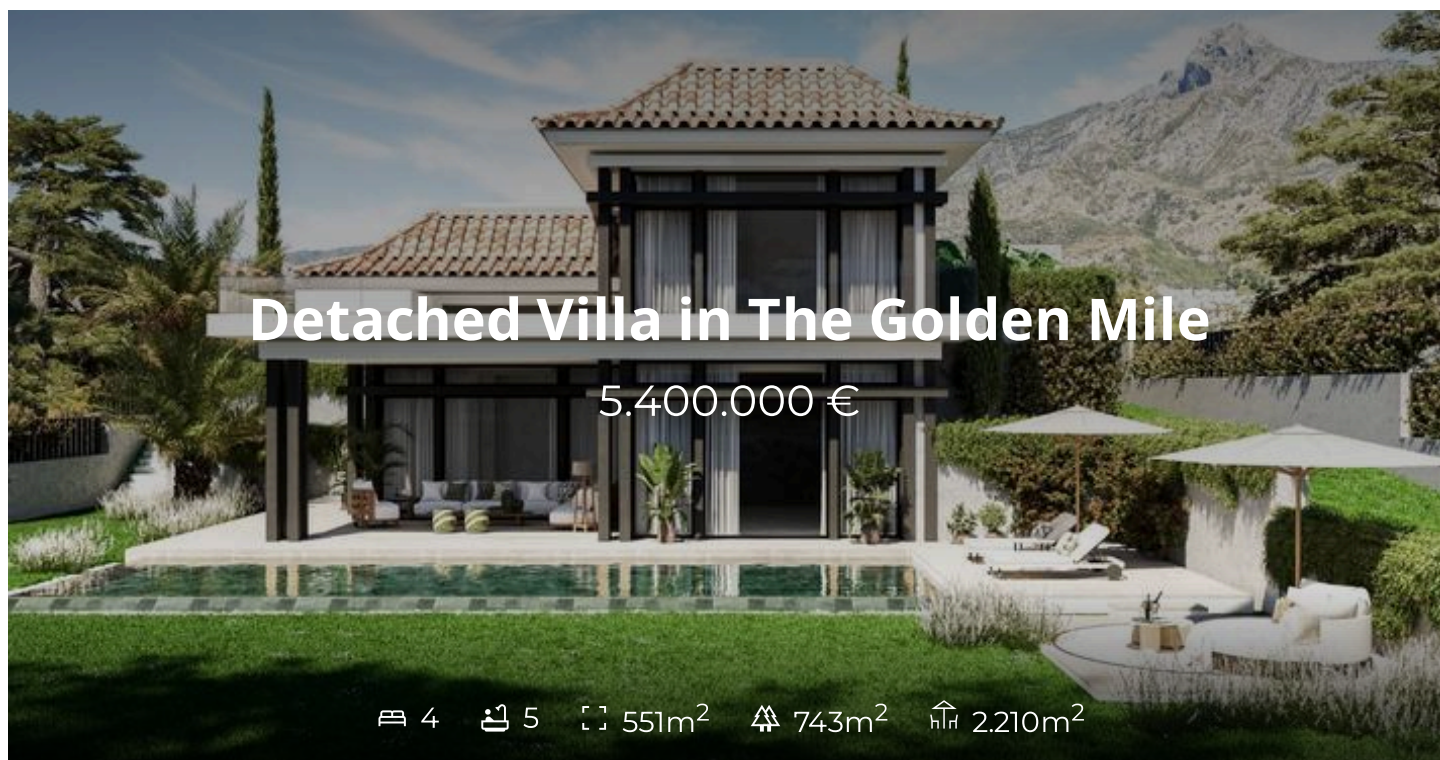 Detached Villa in The Golden Mile
5.400.000 €
4 5 551m² 743m² 2.210m²